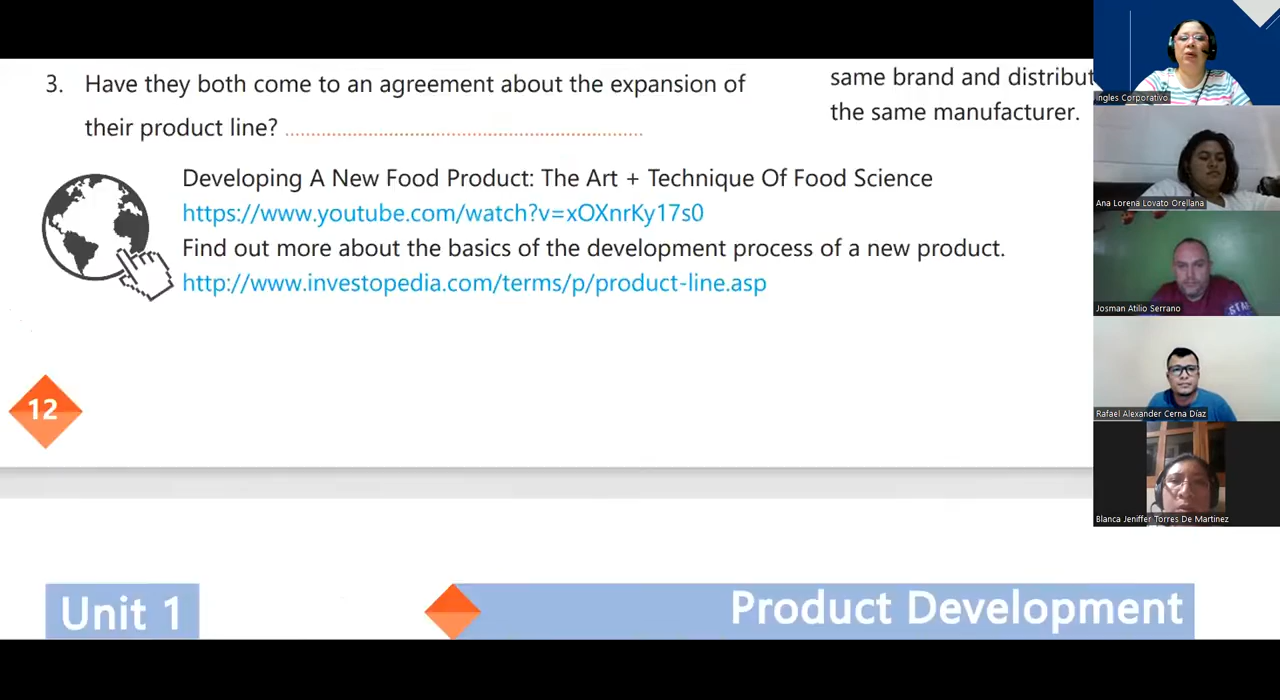 3. Have they both come to an agreement about the expansion of
their product line? 
same brand and distribut
the same manufacturer.
Developing A New Food Product: The Art + Technique Of Food Science
https://www.youtube.com/watch?v=xOXnrKy17s0
Find out more about the basics of the development process of a new product.
http://www.investopedia.com/terms/p/product-line.asp
12
Unit 1
Product Development
Ingles Corporativo
Ana Lorena Lovato Orellana
Josman Atilio Serrano
Rafael Alexander Cerna Díaz
Blanca Jeniffer Torres De Martinez